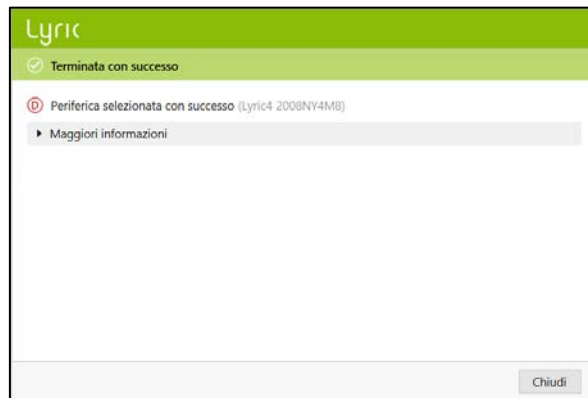 Lyric
Terminata con successo
D Periferica selezionata con successo (Lyric4 2008NY4M8)
Maggiori informazioni
Chiudi